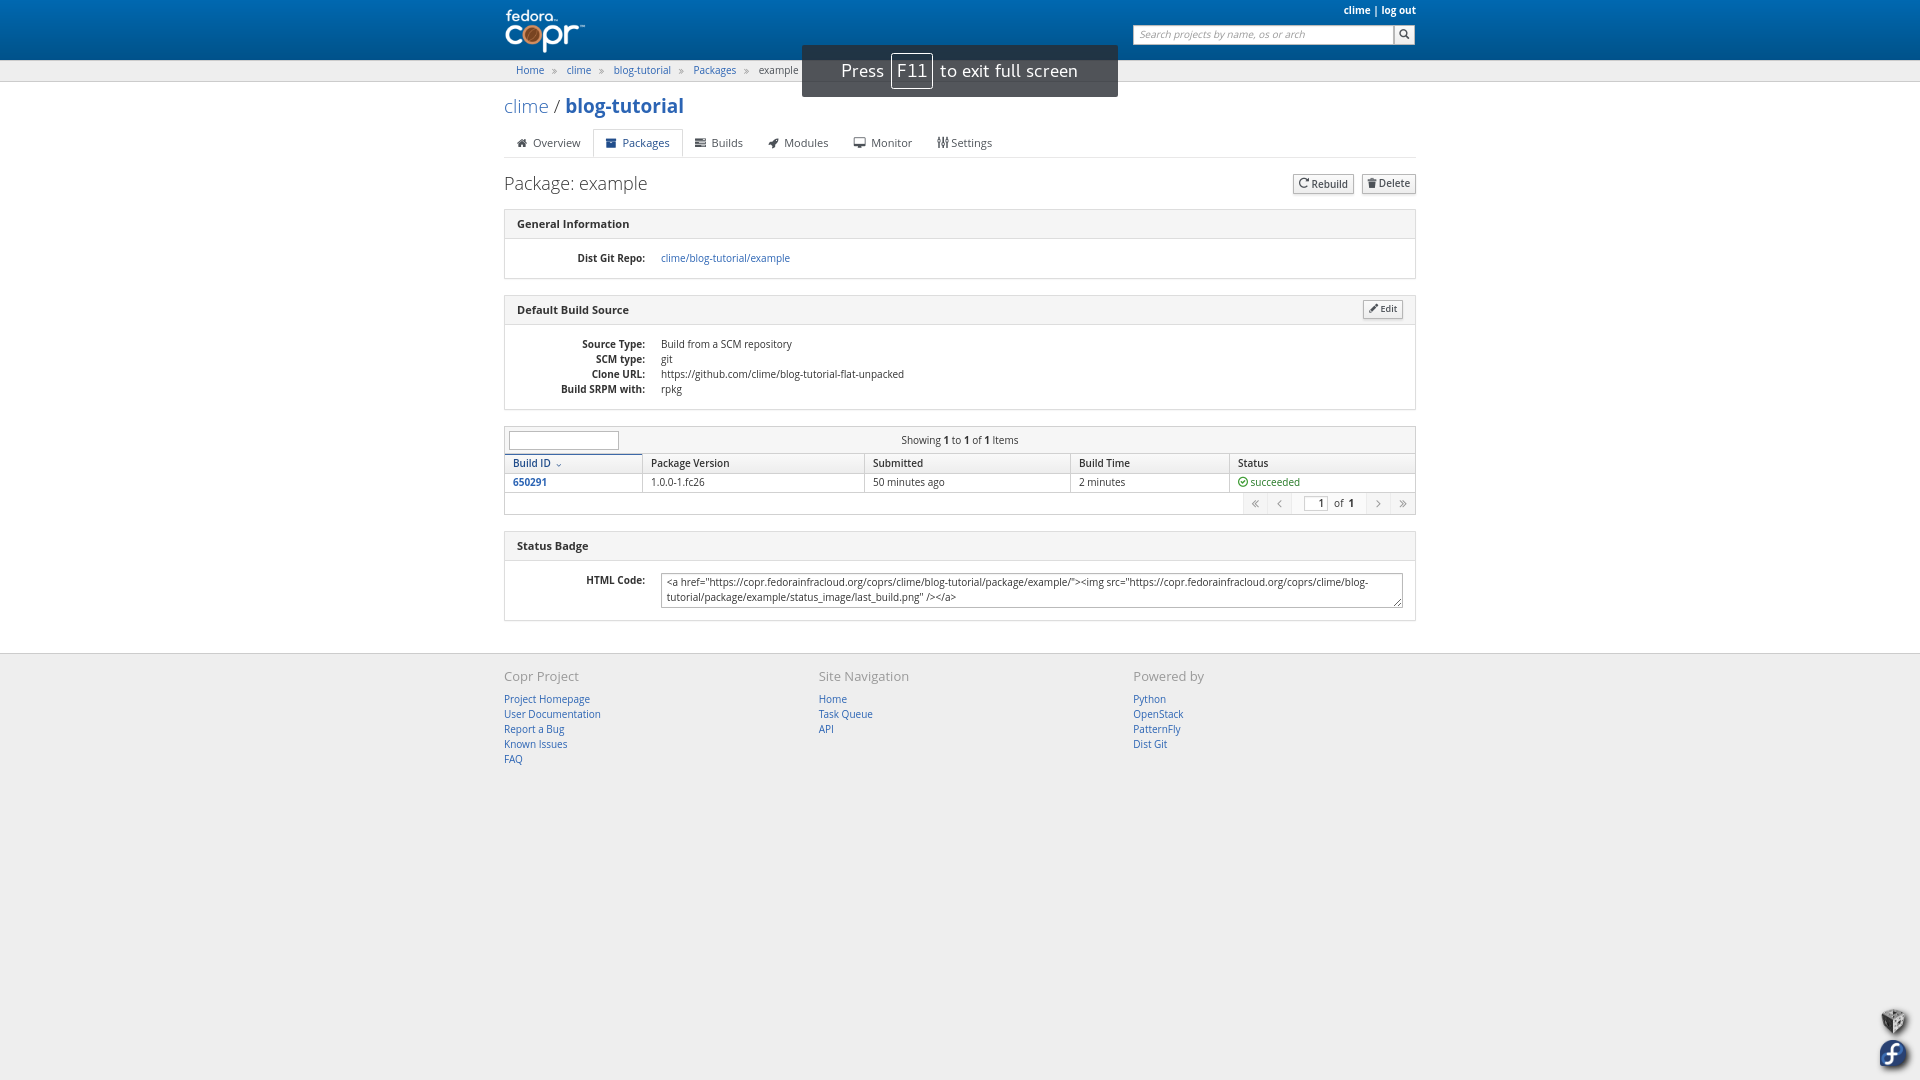 fedora
copr
clime | log out
Search projects by name, os or arch
Home » clime » blog-tutorial » Packages » example
Press F11 to exit full screen
clime / blog-tutorial
Overview Packages Builds Modules Monitor Settings
Package: example
Rebuild Delete
General Information
Dist Git Repo: clime/blog-tutorial/example
Default Build Source
Edit
Source Type: Build from a SCM repository
SCM type: git
Clone URL: https://github.com/clime/blog-tutorial-flat-unpacked
Build SRPM with: rpkg
Showing 1 to 1 of 1 Items
Build ID Package Version Submitted Build Time Status
650291 1.0.0-1.fc26 50 minutes ago 2 minutes succeeded
« ‹ 1 of 1 › »
Status Badge
HTML Code: <a href="https://copr.fedorainfracloud.org/coprs/clime/blog-tutorial/package/example/"><img src="https://copr.fedorainfracloud.org/coprs/clime/blog-
tutorial/package/example/status_image/last_build.png" /></a>
Copr Project Site Navigation Powered by
Project Homepage Home Python
User Documentation Task Queue OpenStack
Report a Bug API PatternFly
Known Issues Dist Git
FAQ